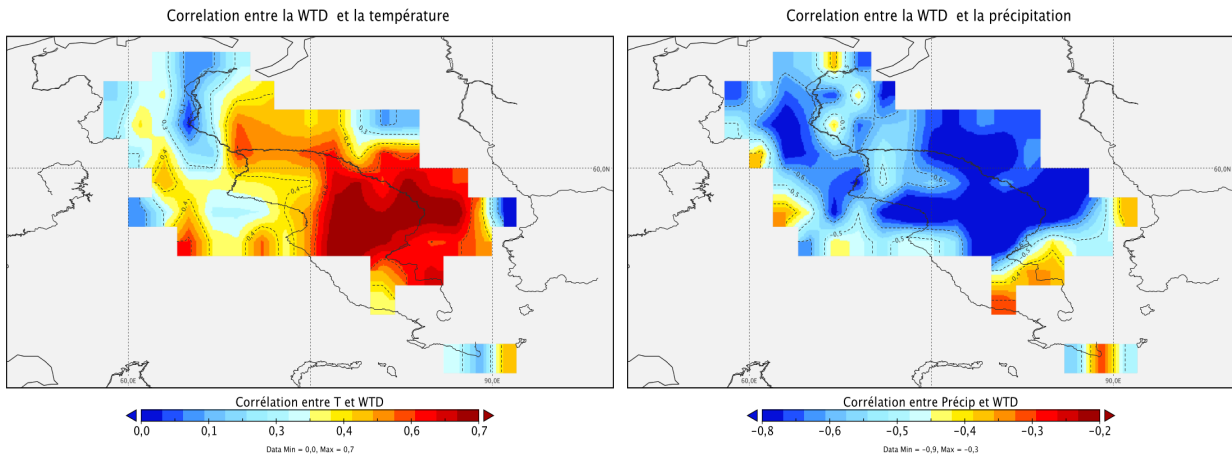 Correlation entre la WTD et la température
60,0N
60,0E
90,0E
Corrélation entre T et WTD
0,0 0,1 0,3 0,4 0,6 0,7
Data Min = 0,0, Max = 0,7
Correlation entre la WTD et la précipitation
60,0N
60,0E
90,0E
Corrélation entre Précip et WTD
-0,8 -0,6 -0,5 -0,4 -0,3 -0,2
Data Min = -0,9, Max = -0,3